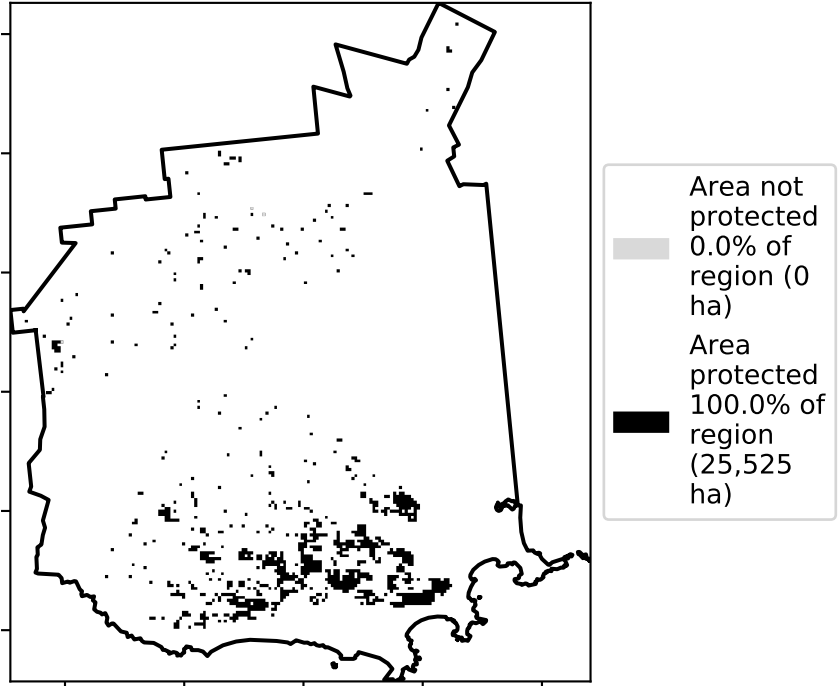 Area not
protected
0.0% of
region (0
ha)
Area
protected
100.0% of
region
(25,525
ha)